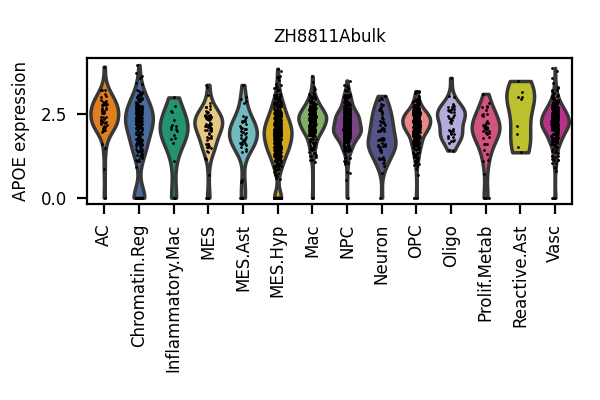 ZH8811Abulk
APOE expression
2.5
0.0
AC
Chromatin.Reg
Inflammatory.Mac
MES
MES.Ast
MES.Hyp
Mac
NPC
Neuron
OPC
Oligo
Prolif.Metab
Reactive.Ast
Vasc